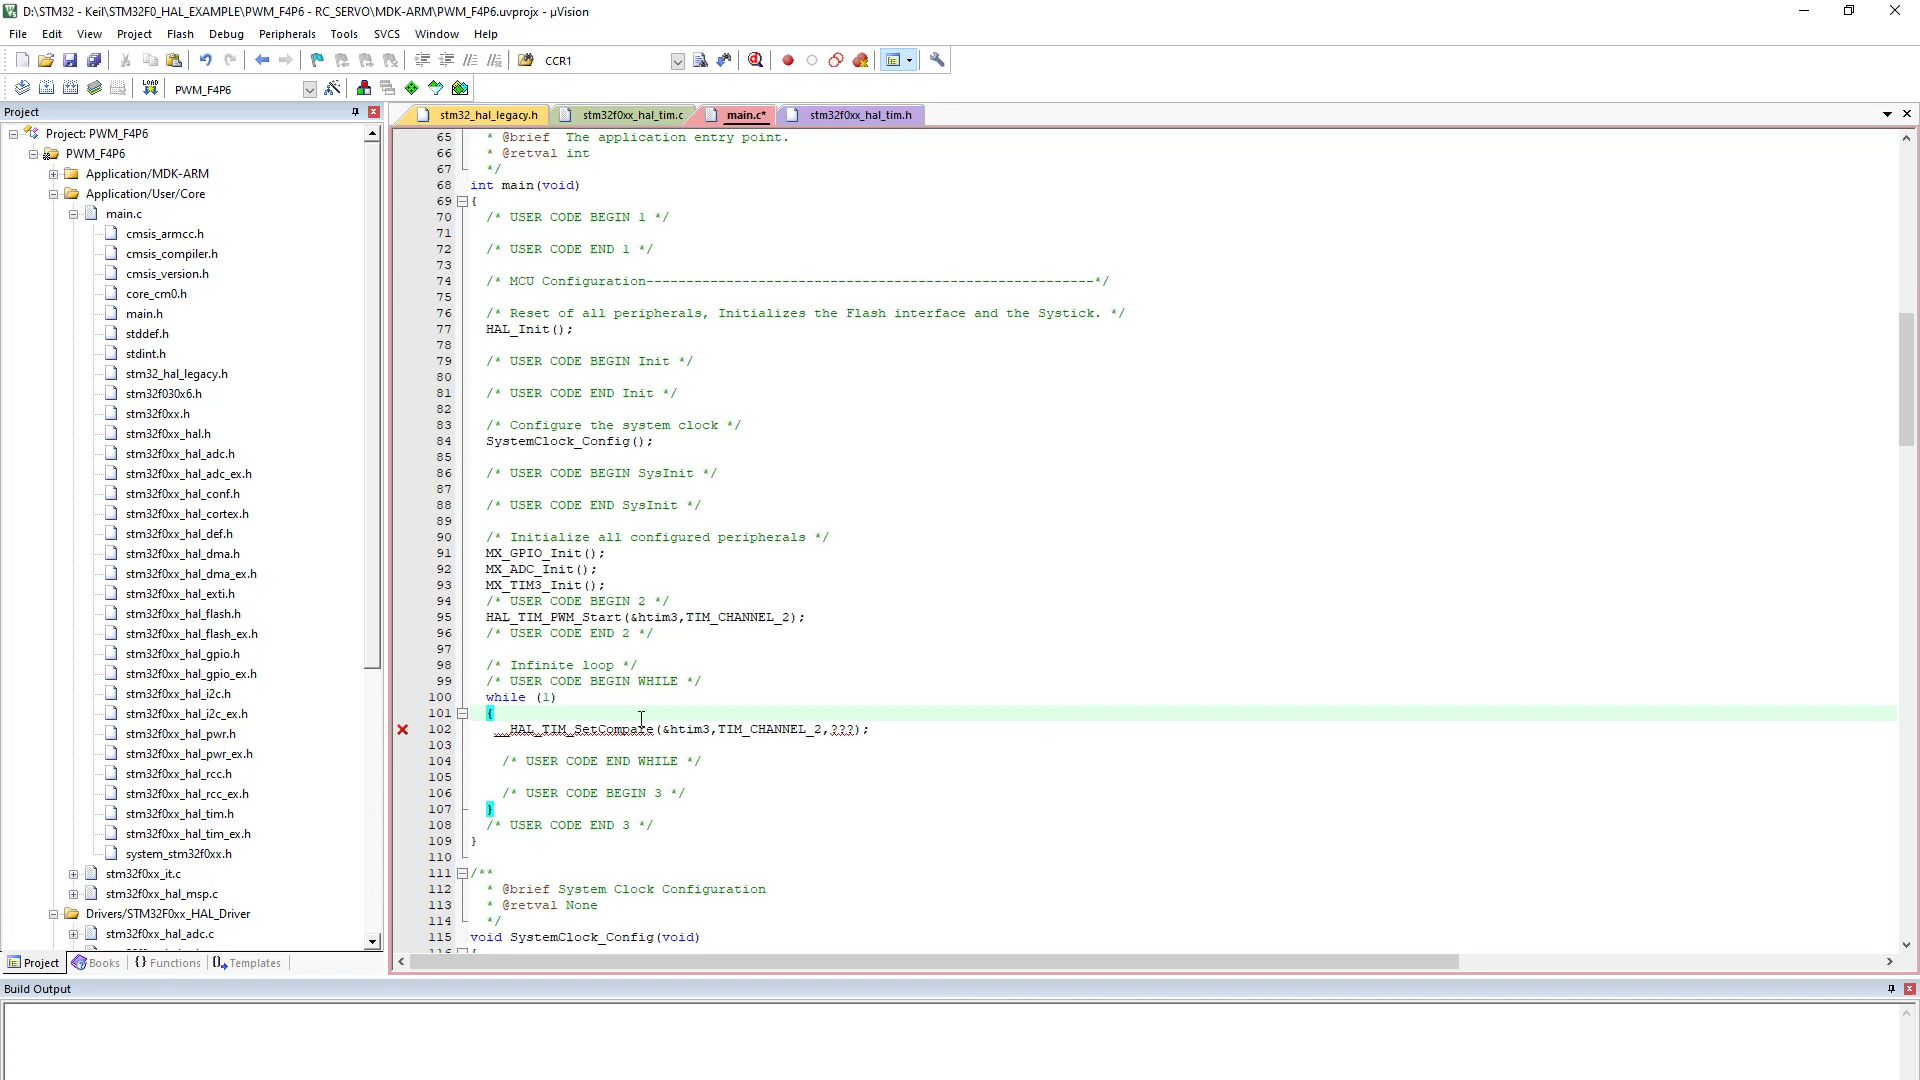 D:\STM32 - Keil\STM32F0_HAL_EXAMPLE\PWM_F4P6 - RC_SERVO\MDK-ARM\PWM_F4P6.uvprojx - µVision
File Edit View Project Flash Debug Peripherals Tools SVCS Window Help
CCR1
LOAD PWM_F4P6
Project
Project: PWM_F4P6
PWM_F4P6
Application/MDK-ARM
Application/User/Core
main.c
cmsis_armcc.h
cmsis_compiler.h
cmsis_version.h
core_cm0.h
main.h
stddef.h
stdint.h
stm32_hal_legacy.h
stm32f030x6.h
stm32f0xx.h
stm32f0xx_hal.h
stm32f0xx_hal_adc.h
stm32f0xx_hal_adc_ex.h
stm32f0xx_hal_conf.h
stm32f0xx_hal_cortex.h
stm32f0xx_hal_def.h
stm32f0xx_hal_dma.h
stm32f0xx_hal_dma_ex.h
stm32f0xx_hal_exti.h
stm32f0xx_hal_flash.h
stm32f0xx_hal_flash_ex.h
stm32f0xx_hal_gpio.h
stm32f0xx_hal_gpio_ex.h
stm32f0xx_hal_i2c.h
stm32f0xx_hal_i2c_ex.h
stm32f0xx_hal_pwr.h
stm32f0xx_hal_pwr_ex.h
stm32f0xx_hal_rcc.h
stm32f0xx_hal_rcc_ex.h
stm32f0xx_hal_tim.h
stm32f0xx_hal_tim_ex.h
system_stm32f0xx.h
stm32f0xx_it.c
stm32f0xx_hal_msp.c
Drivers/STM32F0xx_HAL_Driver
stm32f0xx_hal_adc.c
Project Books {} Functions Templates
stm32_hal_legacy.h stm32f0xx_hal_tim.c main.c* stm32f0xx_hal_tim.h
65 * @brief  The application entry point.
66 * @retval int
67 */
68 int main(void)
69 {
70 /* USER CODE BEGIN 1 */
71
72 /* USER CODE END 1 */
73
74 /* MCU Configuration--------------------------------------------------------*/
75
76 /* Reset of all peripherals, Initializes the Flash interface and the Systick. */
77 HAL_Init();
78
79 /* USER CODE BEGIN Init */
80
81 /* USER CODE END Init */
82
83 /* Configure the system clock */
84 SystemClock_Config();
85
86 /* USER CODE BEGIN SysInit */
87
88 /* USER CODE END SysInit */
89
90 /* Initialize all configured peripherals */
91 MX_GPIO_Init();
92 MX_ADC_Init();
93 MX_TIM3_Init();
94 /* USER CODE BEGIN 2 */
95 HAL_TIM_PWM_Start(&htim3,TIM_CHANNEL_2);
96 /* USER CODE END 2 */
97
98 /* Infinite loop */
99 /* USER CODE BEGIN WHILE */
100 while (1)
101 {
102 __HAL_TIM_SetCompare(&htim3,TIM_CHANNEL_2,???);
103
104 /* USER CODE END WHILE */
105
106 /* USER CODE BEGIN 3 */
107 }
108 /* USER CODE END 3 */
109 }
110
111 /**
112 * @brief System Clock Configuration
113 * @retval None
114 */
115 void SystemClock_Config(void)
Build Output